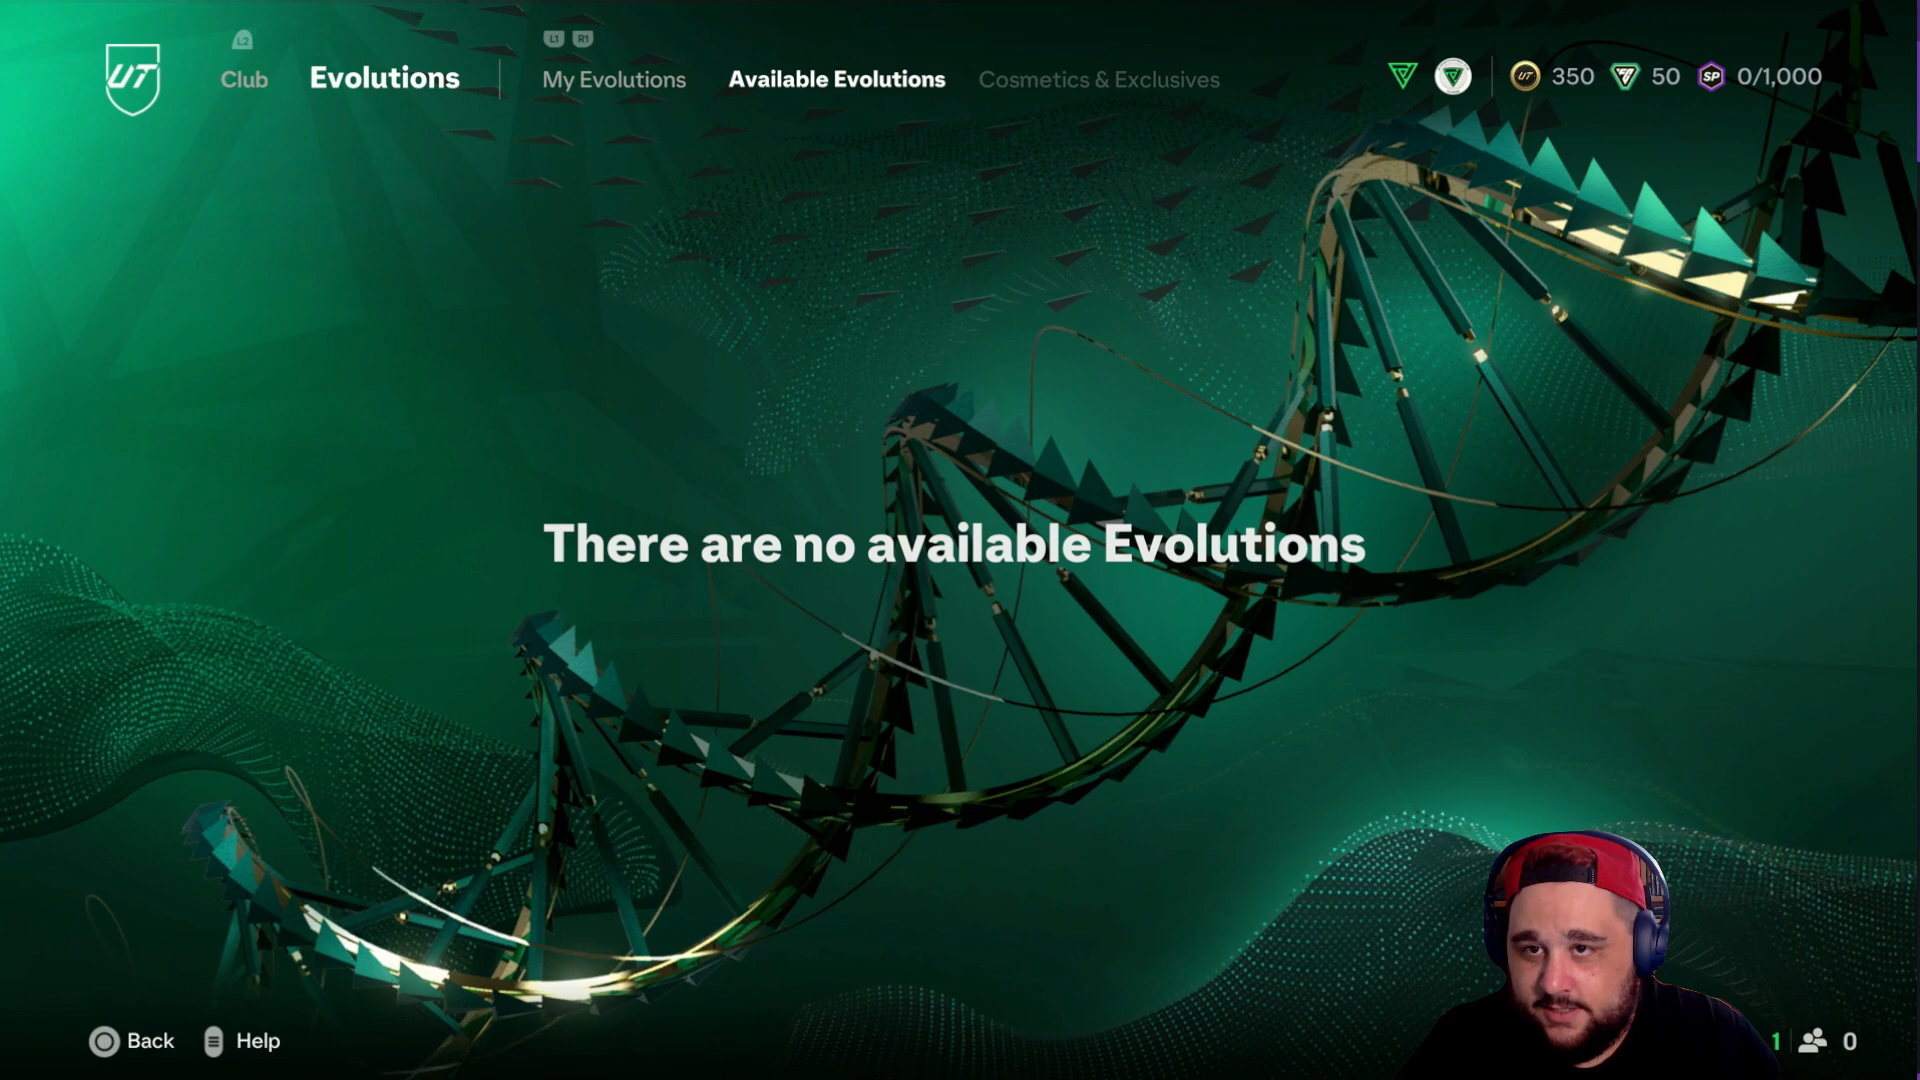 L2
L1 R1
UT Club Evolutions My Evolutions Available Evolutions Cosmetics & Exclusives UT 350 50 SP 0/1,000
There are no available Evolutions
Back Help 1 0